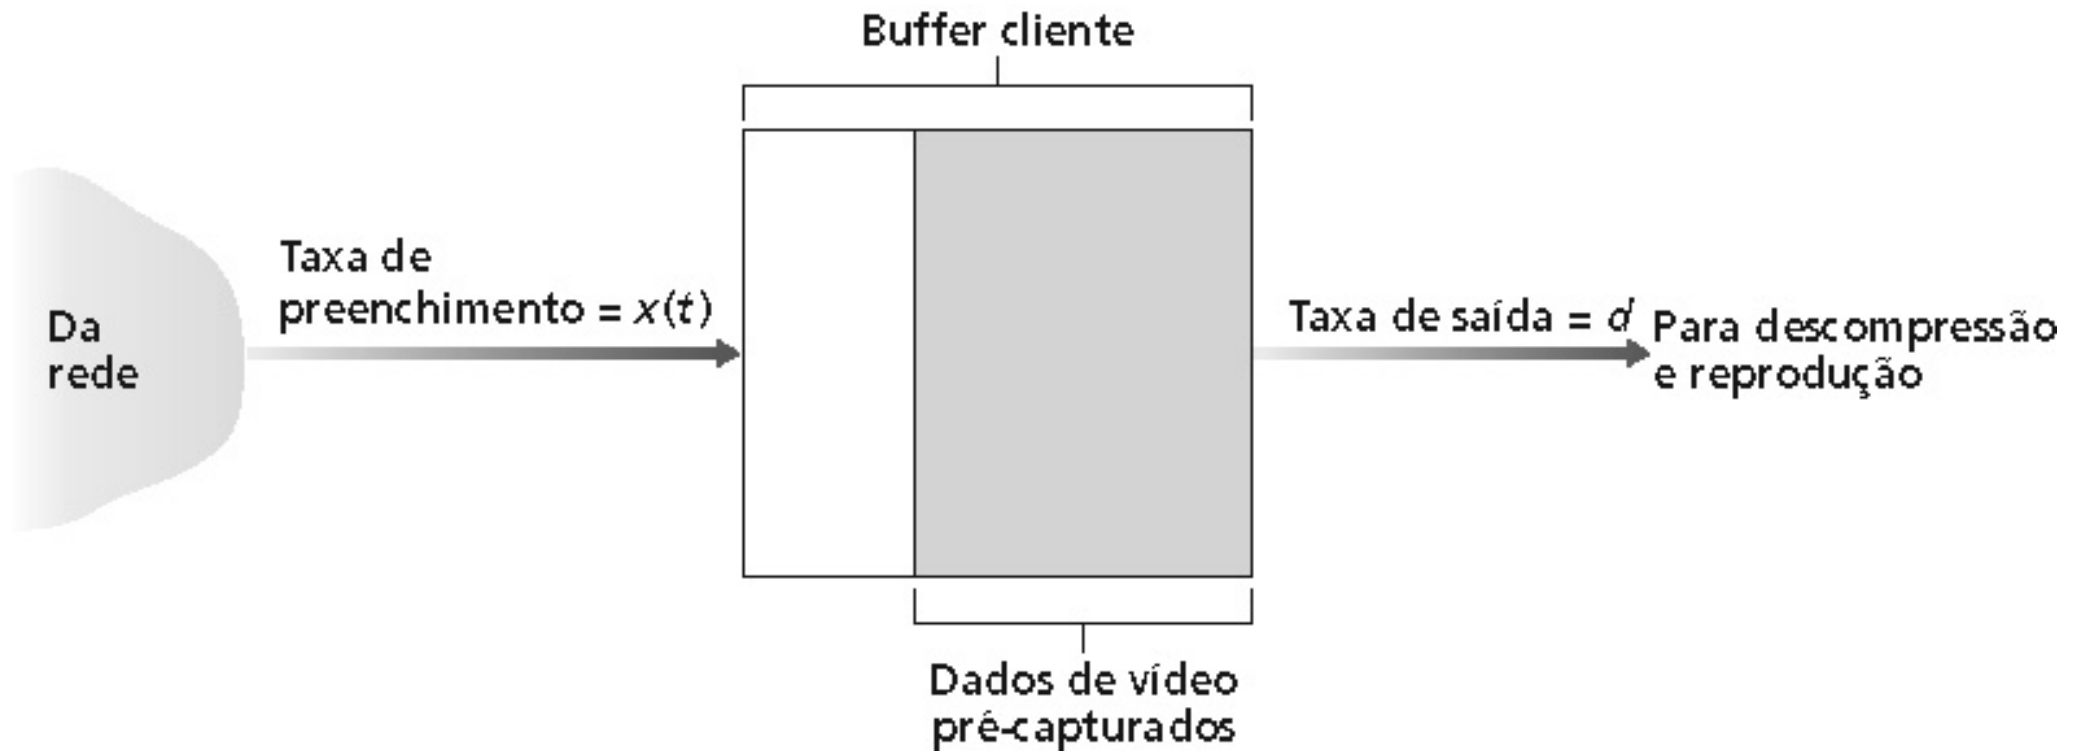 Buffer cliente
Da
rede
Taxa de
preenchimento = x(t)
Taxa de saída = d
Para descompressão
e reprodução
Dados de vídeo
pré-capturados